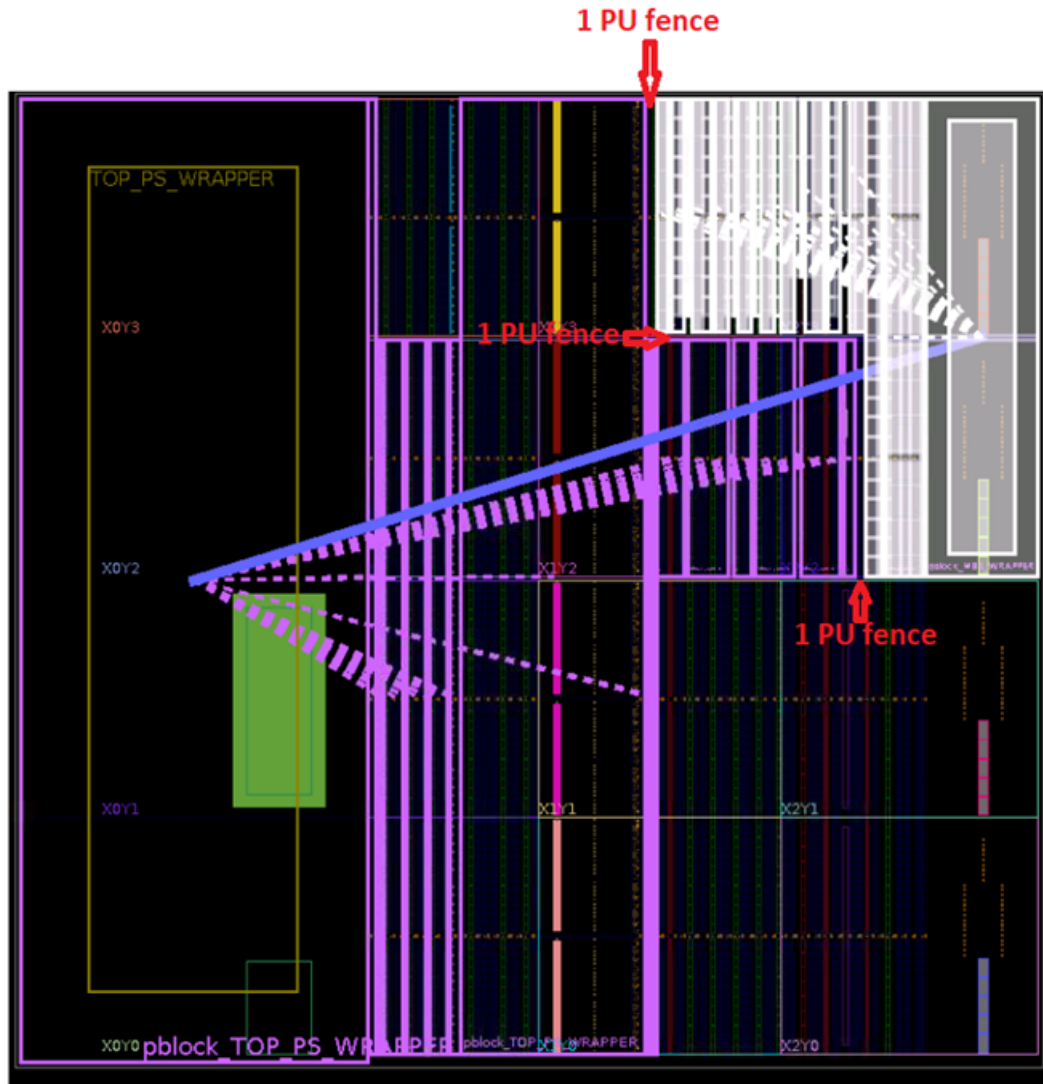 1 PU fence
TOP_PS_WRAPPER
X0Y3
1 PU fence
X0Y2
X1Y2
1 PU fence
X0Y1
X1Y1
X2Y1
X0Y0
pblock_TOP_PS_WRAPPER
pblock_TOP_PS_WRAPPER
X1Y0
X2Y0